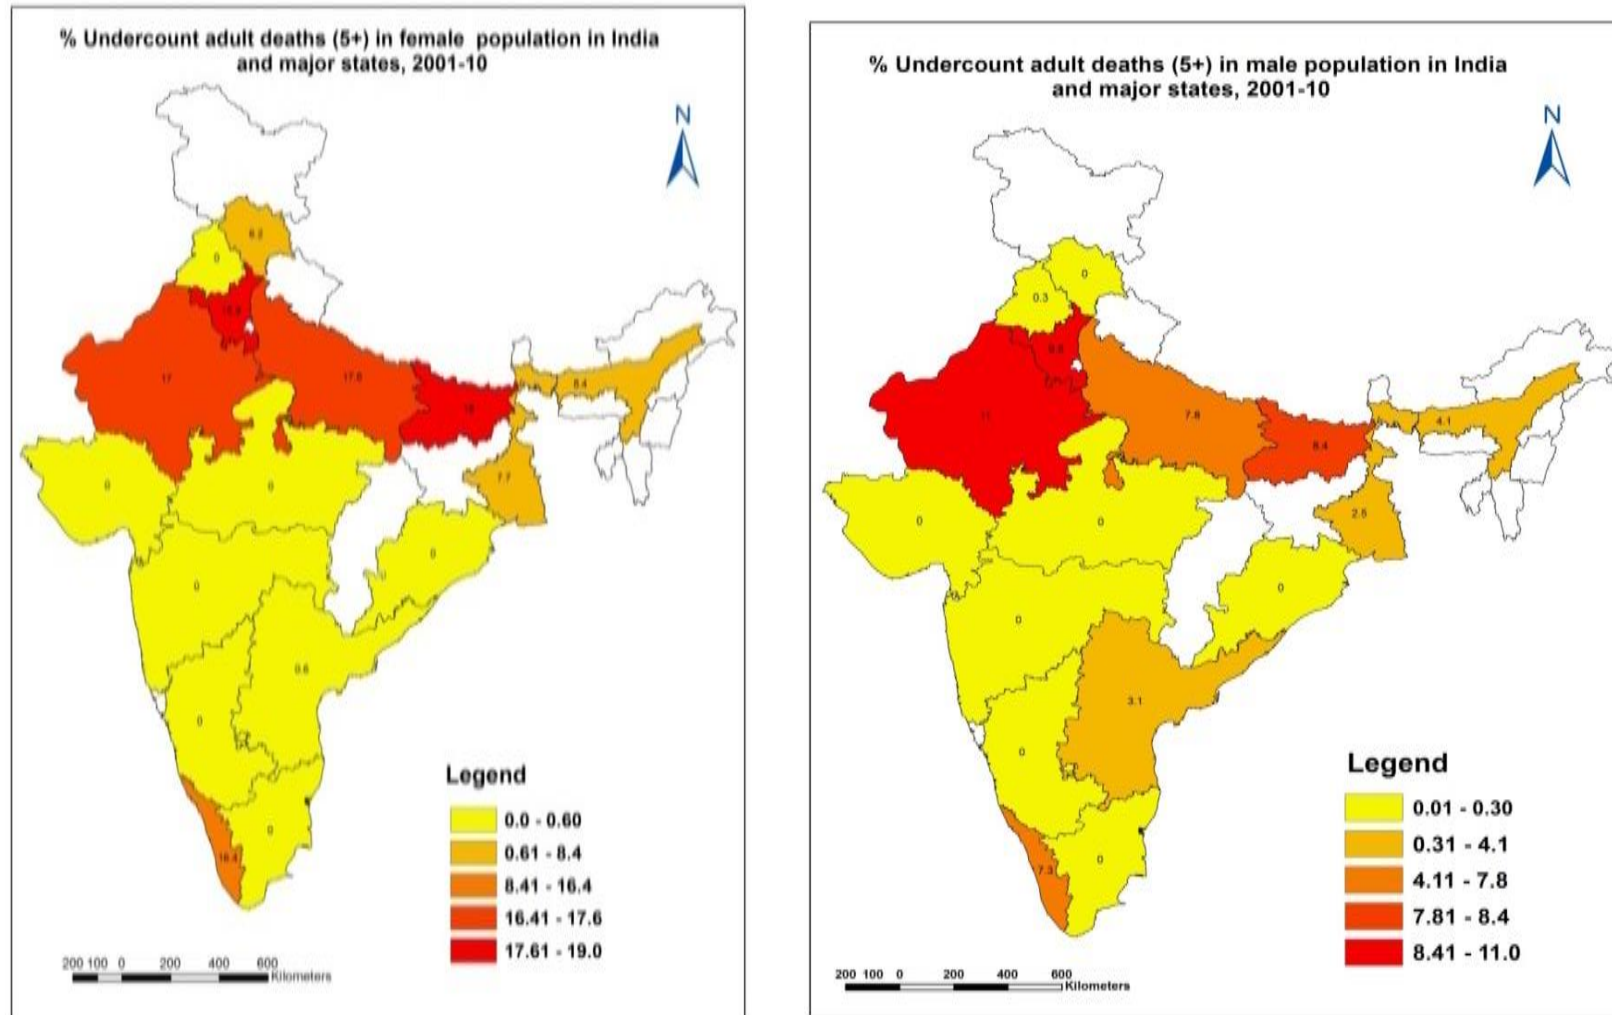 % Undercount adult deaths (5+) in female population in India
and major states, 2001-10
N
0
17
17.6
8.4
7.7
0
0
0
0
0.6
0
0
Legend
0.0 - 0.60
0.61 - 8.4
8.41 - 16.4
16.41 - 17.6
17.61 - 19.0
200 100 0 200 400 600
Kilometers
% Undercount adult deaths (5+) in male population in India
and major states, 2001-10
N
0
0.3
11
7.8
8.4
4.1
2.5
0
0
0
0
3.1
0
7.3
0
Legend
0.01 - 0.30
0.31 - 4.1
4.11 - 7.8
7.81 - 8.4
8.41 - 11.0
200 100 0 200 400 600
Kilometers